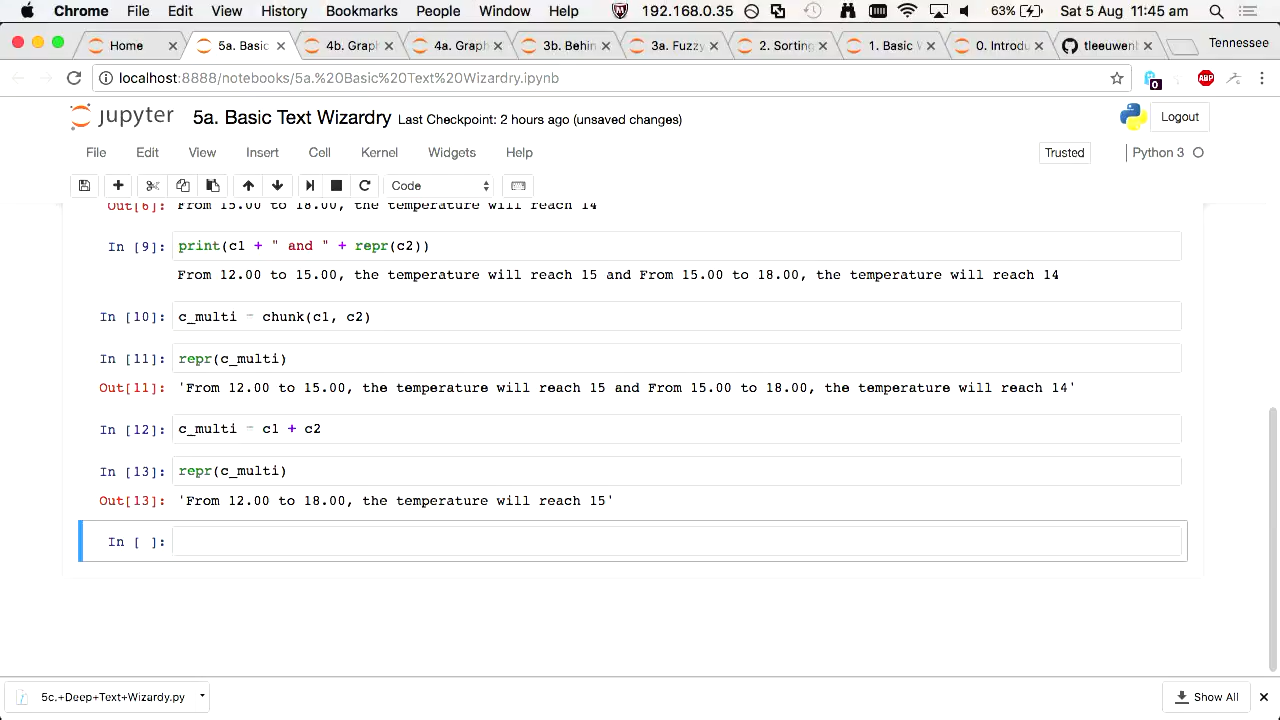 Chrome File Edit View History Bookmarks People Window Help 192.168.0.35 63% Sat 5 Aug 11:45 am
Home 5a. Basic 4b. Grap 4a. Grap 3b. Behin 3a. Fuzzy 2. Sorting 1. Basic 0. Introdu tleeuwen Tennessee
localhost:8888/notebooks/5a.%20Basic%20Text%20Wizardry.ipynb ABP 0
jupyter 5a. Basic Text Wizardry Last Checkpoint: 2 hours ago (unsaved changes) Logout
File Edit View Insert Cell Kernel Widgets Help Trusted Python 3
Code
Out[6]: From 15.00 to 18.00, the temperature will reach 14
In [9]: print(c1 + " and " + repr(c2))
From 12.00 to 15.00, the temperature will reach 15 and From 15.00 to 18.00, the temperature will reach 14
In [10]: c_multi = chunk(c1, c2)
In [11]: repr(c_multi)
Out[11]: 'From 12.00 to 15.00, the temperature will reach 15 and From 15.00 to 18.00, the temperature will reach 14'
In [12]: c_multi = c1 + c2
In [13]: repr(c_multi)
Out[13]: 'From 12.00 to 18.00, the temperature will reach 15'
In [ ]:
5c.+Deep+Text+Wizardy.py Show All